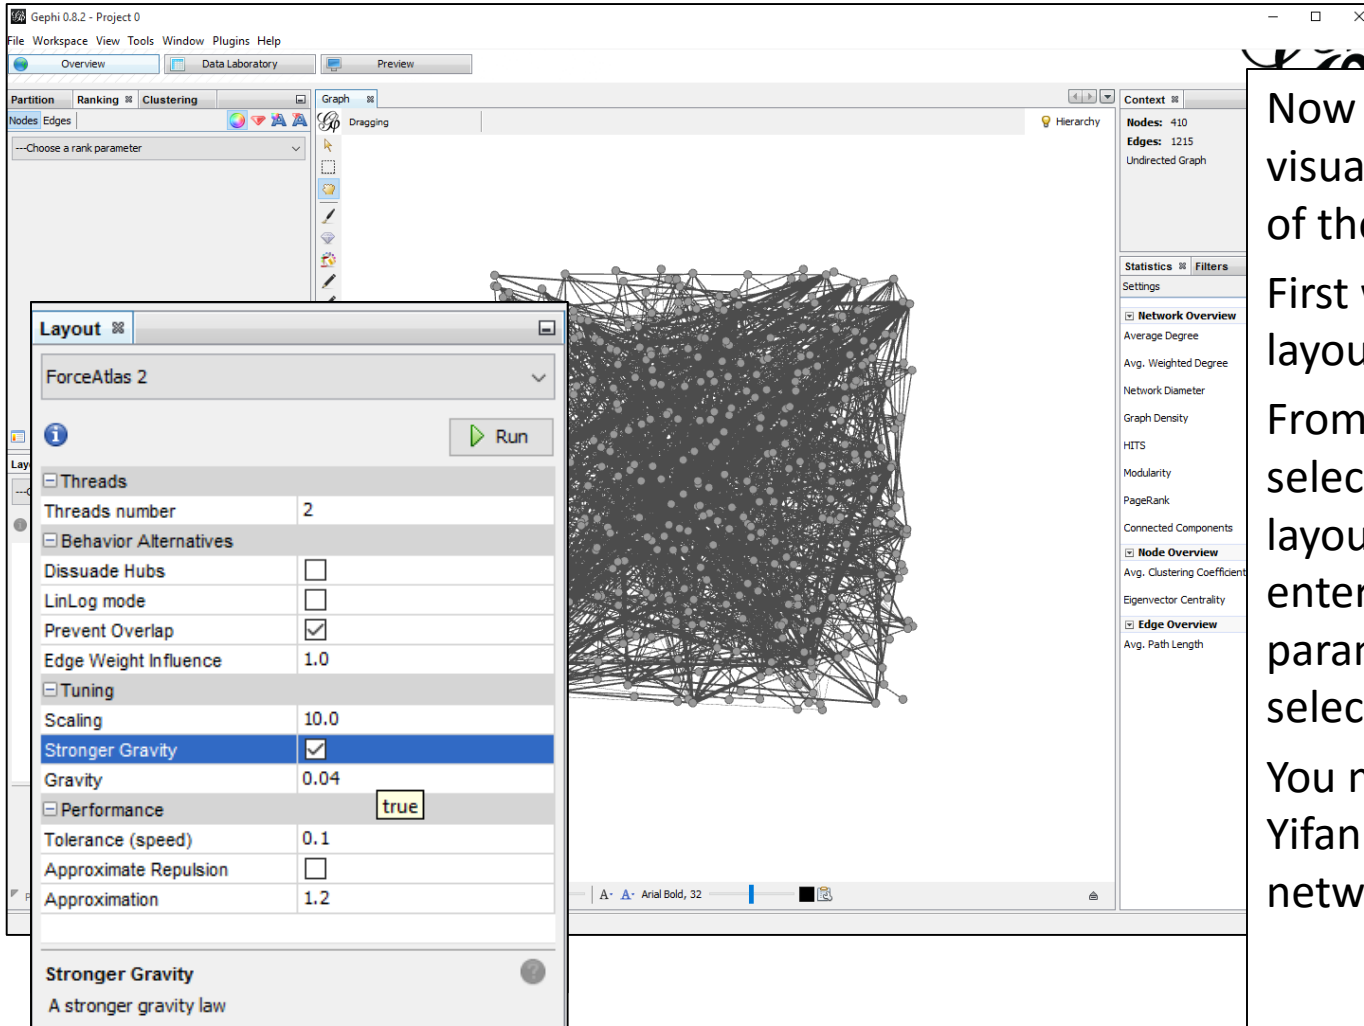 Gephi 0.8.2 - Project 0
File Workspace View Tools Window Plugins Help
Overview Data Laboratory Preview
Partition Ranking Clustering
Nodes Edges
---Choose a rank parameter
Graph
Dragging
Hierarchy
Context
Nodes: 410
Edges: 1215
Undirected Graph
Statistics Filters
Settings
Network Overview
Average Degree
Avg. Weighted Degree
Network Diameter
Graph Density
HITS
Modularity
PageRank
Connected Components
Node Overview
Avg. Clustering Coefficient
Eigenvector Centrality
Edge Overview
Avg. Path Length
Lay
Layout
ForceAtlas 2
Run
Threads
Threads number 2
Behavior Alternatives
Dissuade Hubs
LinLog mode
Prevent Overlap
Edge Weight Influence 1.0
Tuning
Scaling 10.0
Stronger Gravity
Gravity 0.04
true
Performance
Tolerance (speed) 0.1
Approximate Repulsion
Approximation 1.2
Stronger Gravity
A stronger gravity law
A- A- Arial Bold, 32
Now
visua
of the
First
layou
From
selec
layou
enter
paran
selec
You
Yifan
netw